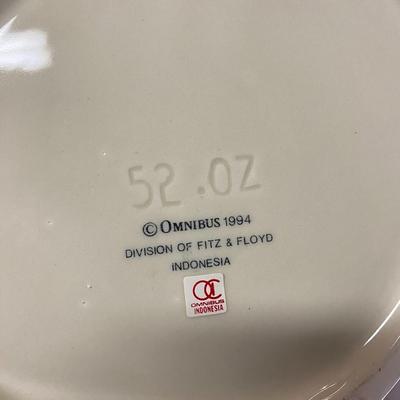 52.OZ
© OMNIBUS 1994
DIVISION OF FITZ & FLOYD
INDONESIA
OC
OMNIBUS
INDONESIA